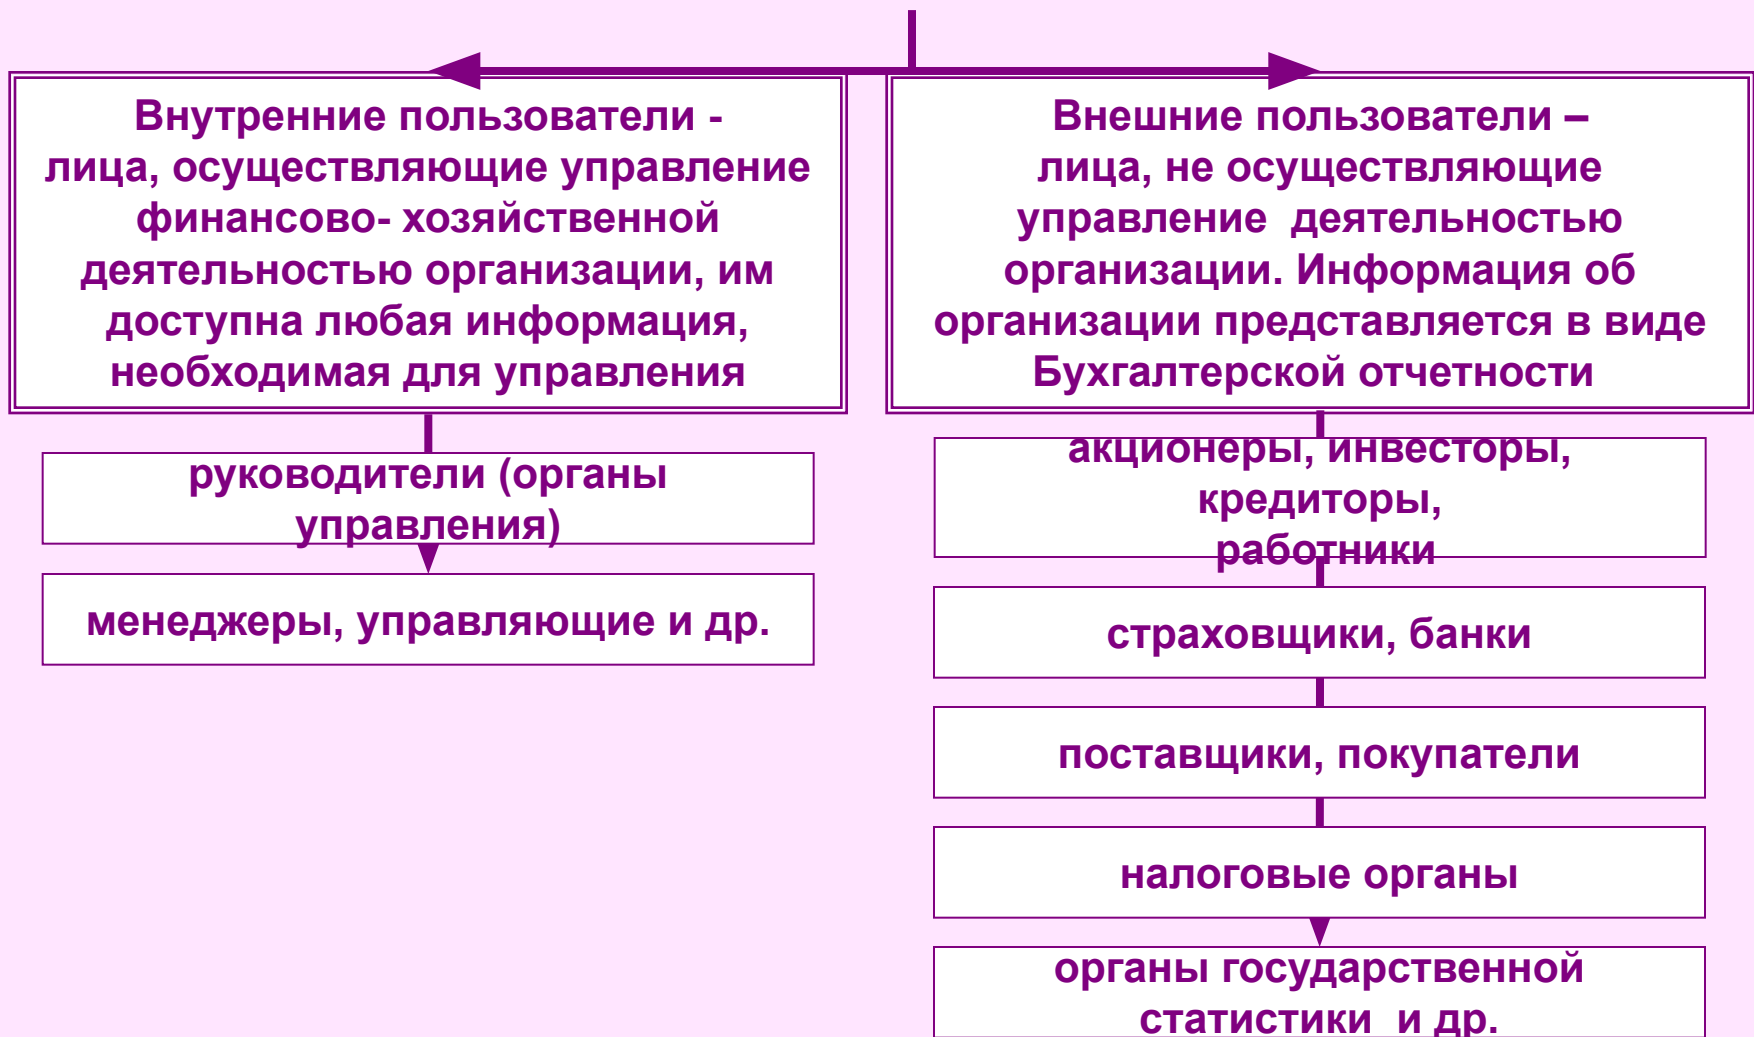 Внутренние пользователи -
лица, осуществляющие управление
финансово- хозяйственной
деятельностью организации, им
доступна любая информация,
необходимая для управления
руководители (органы
управления)
менеджеры, управляющие и др.
Внешние пользователи –
лица, не осуществляющие
управление  деятельностью
организации. Информация об
организации представляется в виде
Бухгалтерской отчетности
акционеры, инвесторы,
кредиторы,
работники
страховщики, банки
поставщики, покупатели
налоговые органы
органы государственной
статистики  и др.